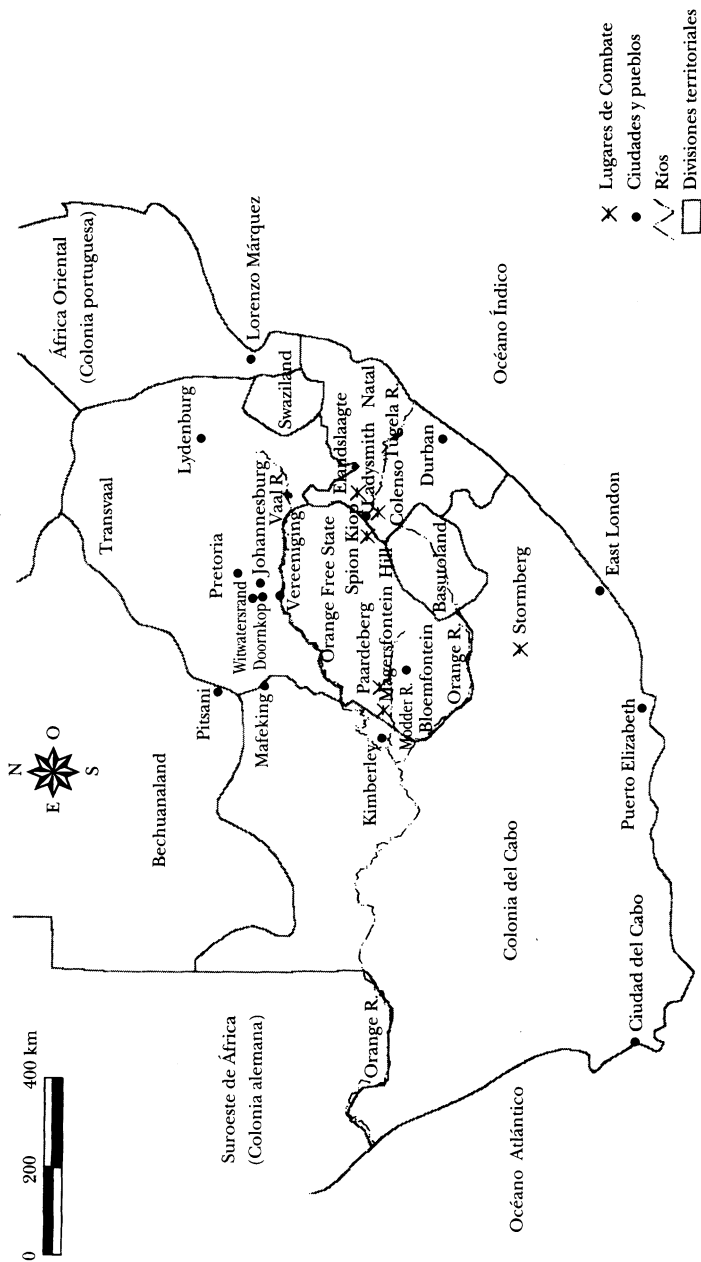 0
200
400 km
N
E
O
S
África Oriental
(Colonia portuguesa)
Suroeste de África
(Colonia alemana)
Bechuanaland
Transvaal
Lydenburg
Lorenzo Márquez
Pitsani
Mafeking
Pretoria
Witwatersrand
Johannesburg
Doornkop
Vaal R.
Vereeniging
Swaziland
Orange Free State
Elandslaagte
Spion Kiop
Ladysmith
Natal
Kimberley
Paardeberg
Magersfontein
Hill
Colenso
Tugela R.
Modder R.
Bloemfontein
Basutoland
Durban
Orange R.
Orange R.
Colonia del Cabo
Stormberg
Océano Índico
Océano Atlántico
Ciudad del Cabo
Puerto Elizabeth
East London
Lugares de Combate
Ciudades y pueblos
Ríos
Divisiones territoriales